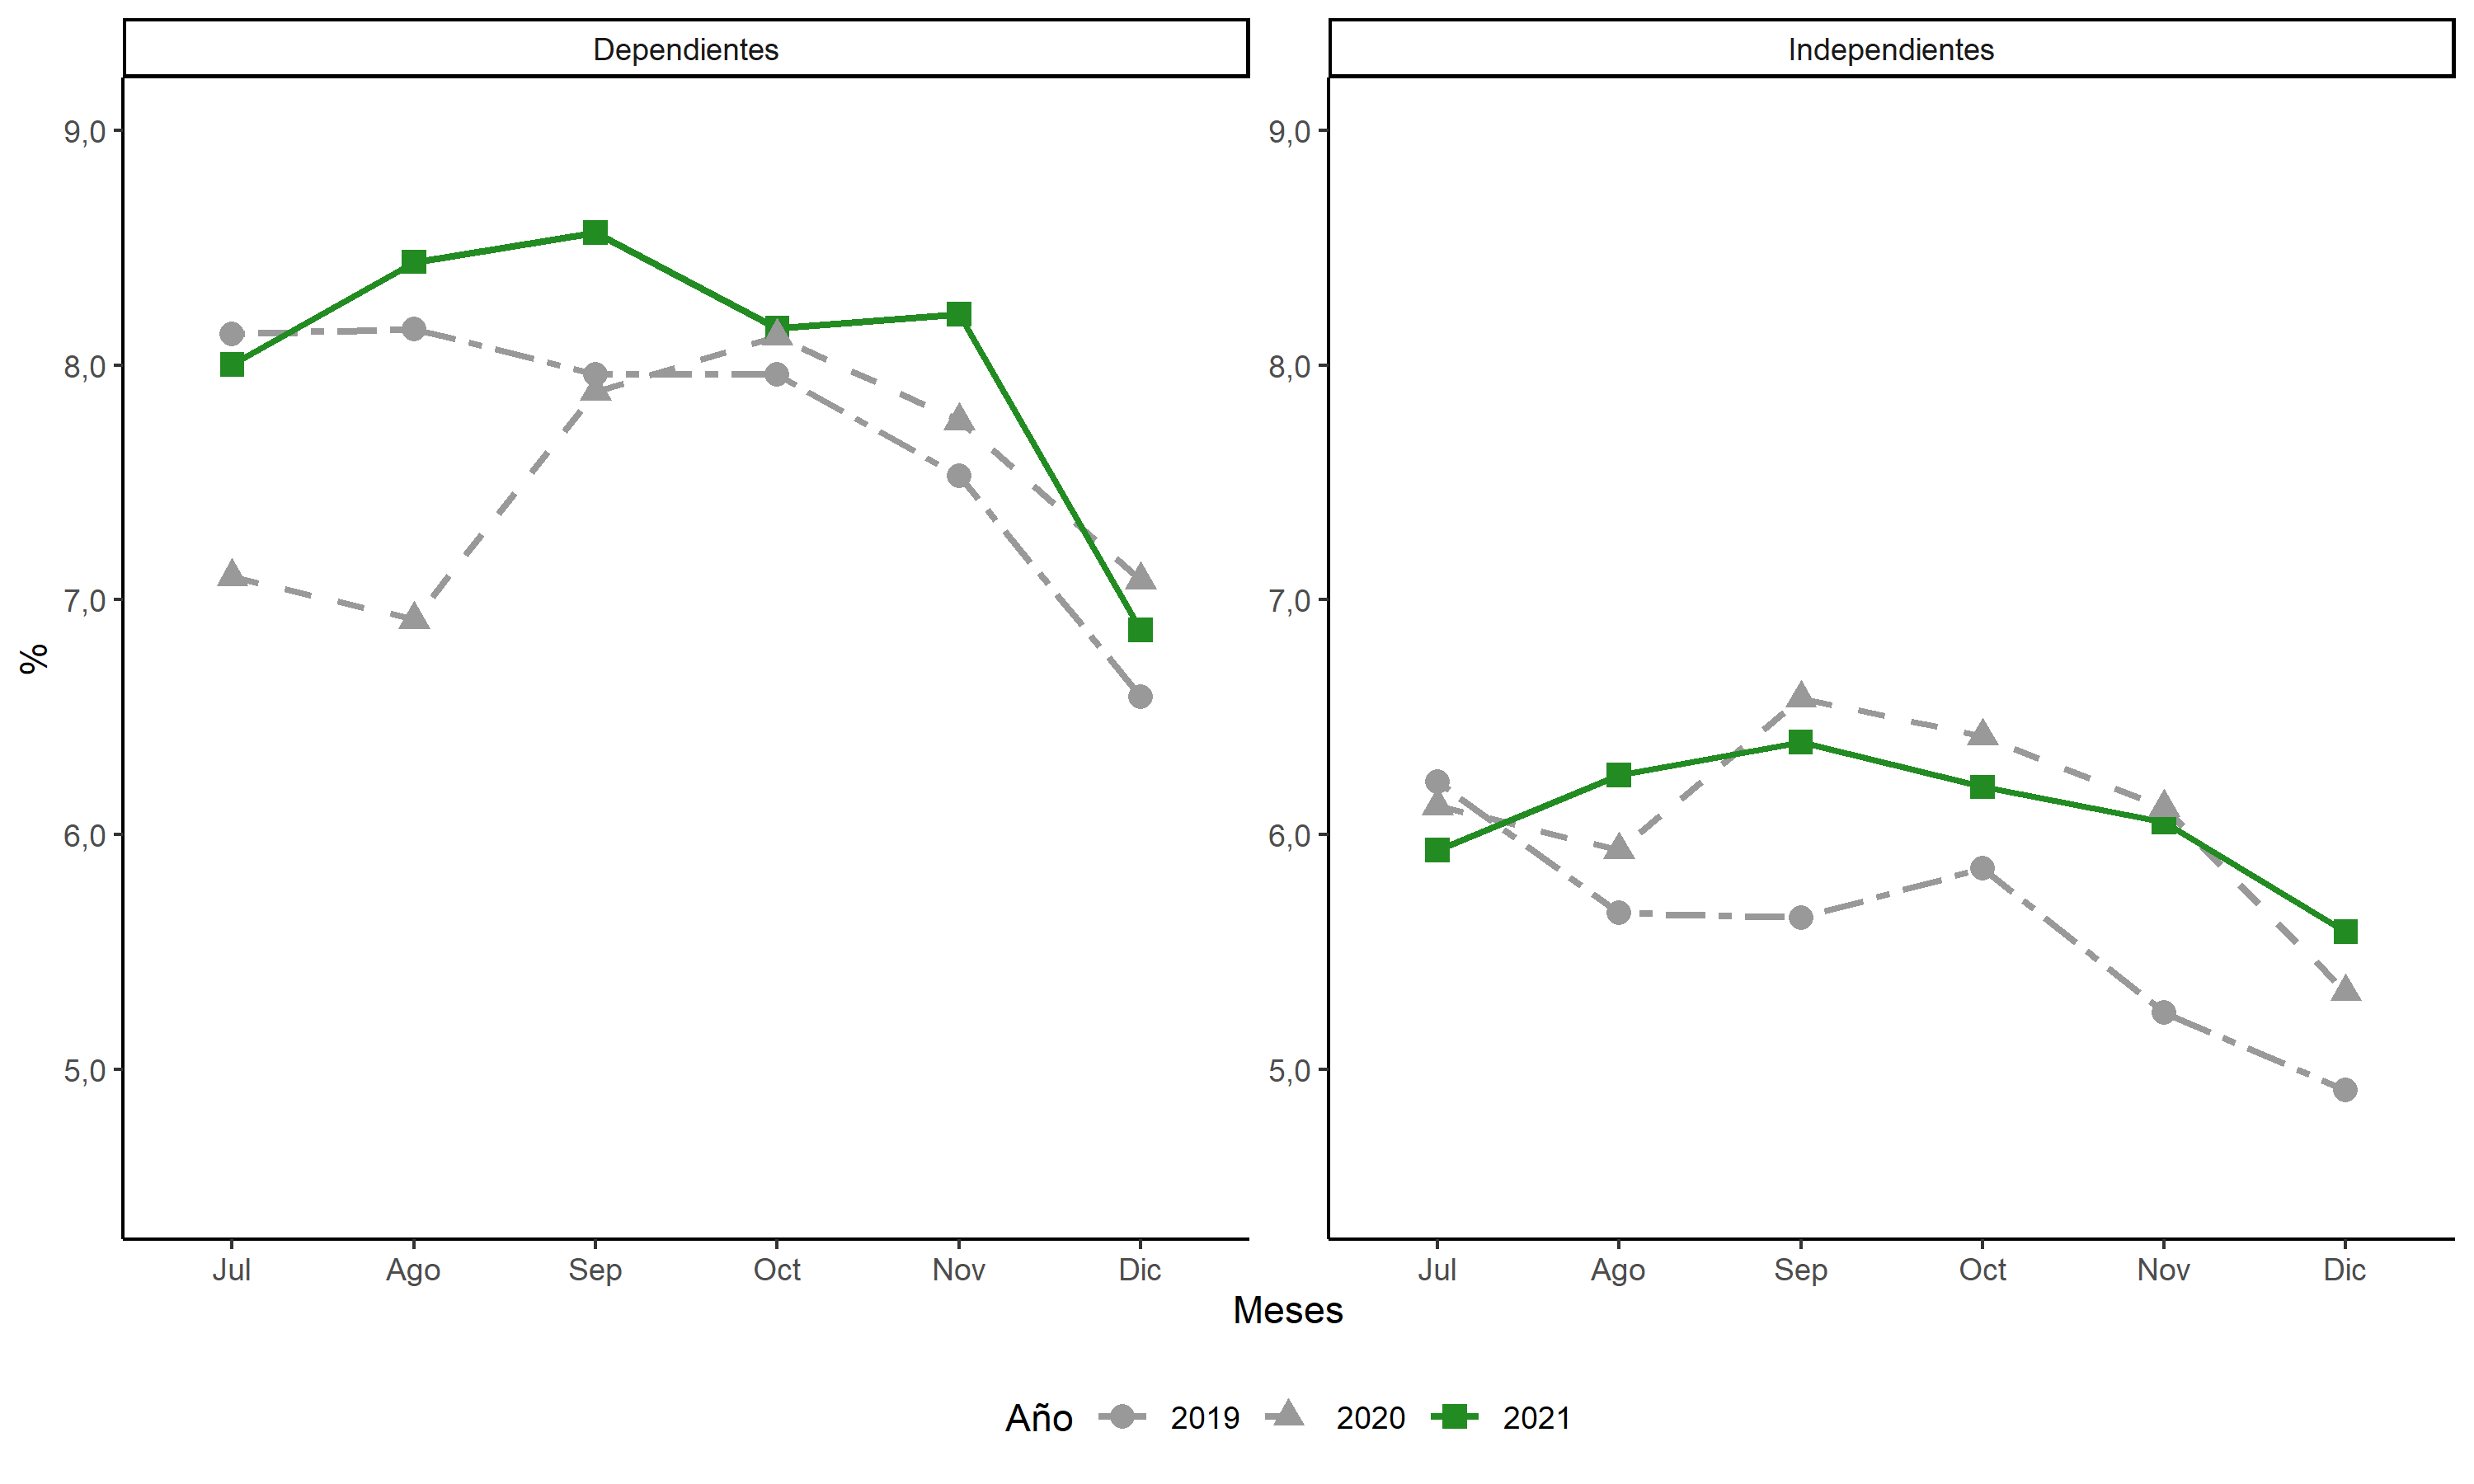 Dependientes
Independientes
9,0
8,0
7,0
6,0
5,0
9,0
8,0
7,0
6,0
5,0
%
Jul Ago Sep Oct Nov Dic
Jul Ago Sep Oct Nov Dic
Meses
Año 2019 2020 2021